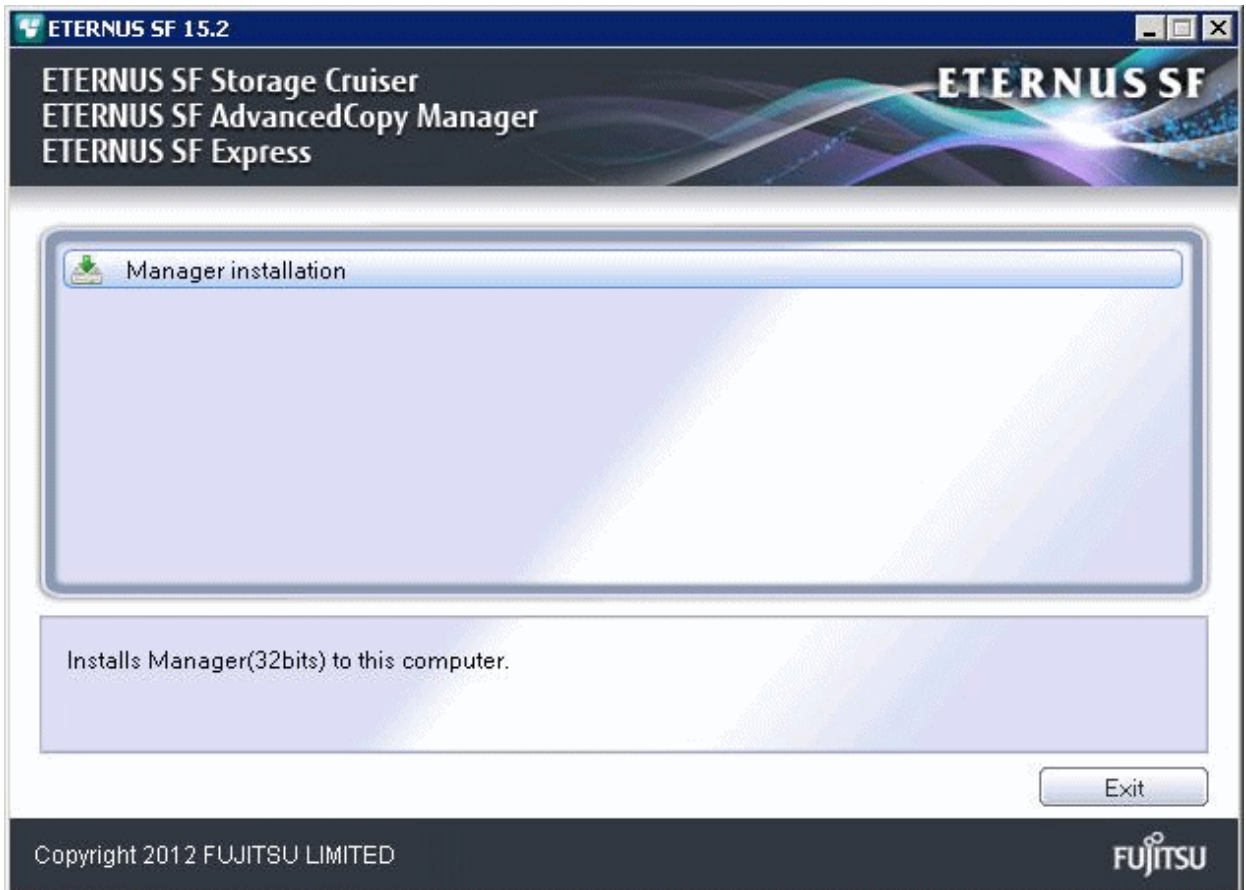 ETERNUS SF 15.2
ETERNUS SF Storage Cruiser
ETERNUS SF AdvancedCopy Manager
ETERNUS SF Express
ETERNUS SF
Manager installation
Installs Manager(32bits) to this computer.
Exit
Copyright 2012 FUJITSU LIMITED
FUJITSU